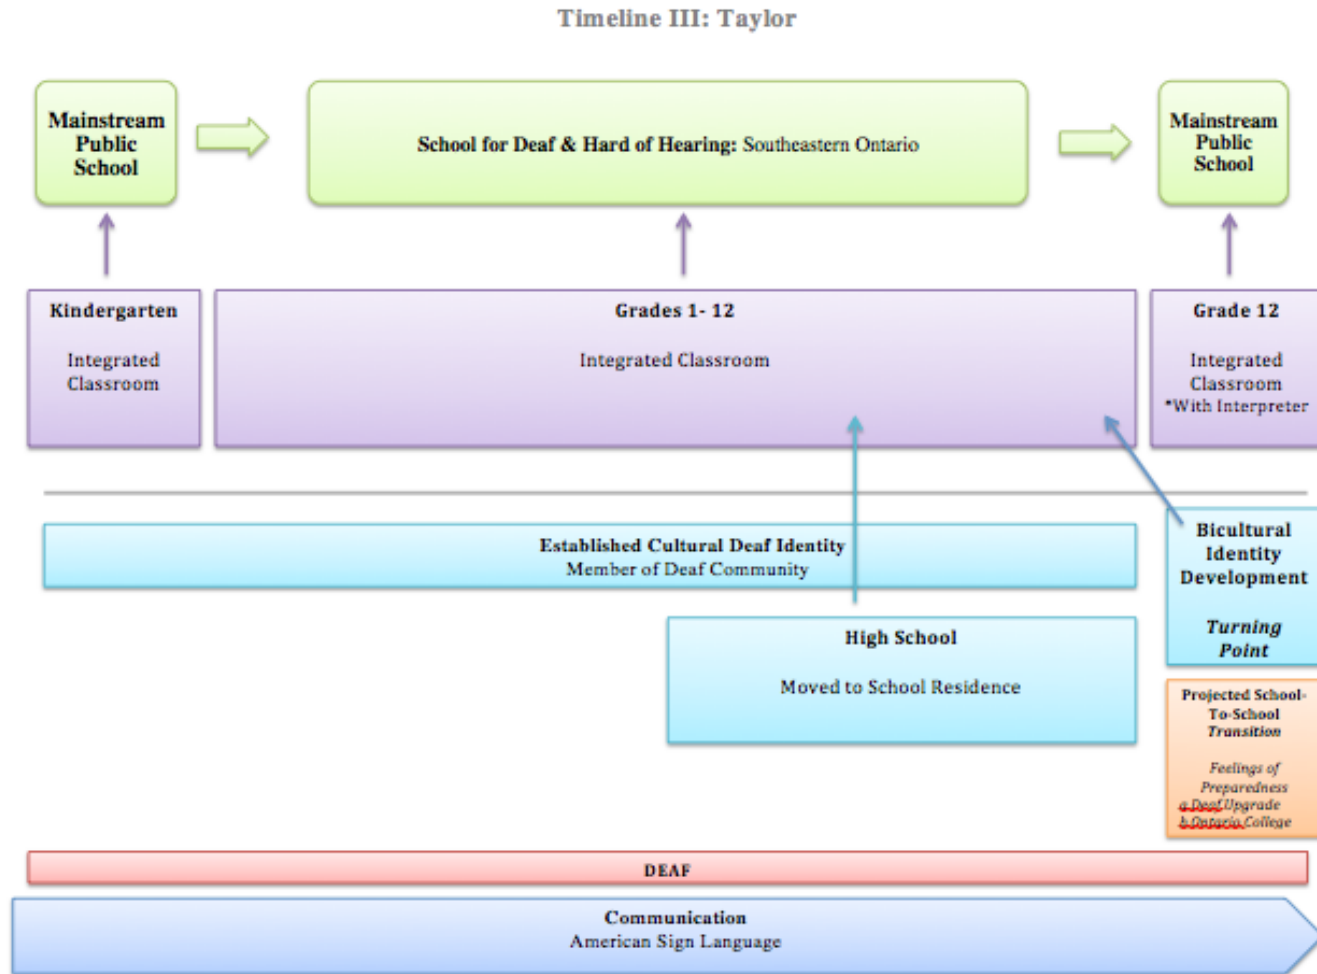 Timeline III: Taylor
Mainstream
Public
School
School for Deaf & Hard of Hearing: Southeastern Ontario
Mainstream
Public
School
Kindergarten
Integrated
Classroom
Grades 1- 12
Integrated Classroom
Grade 12
Integrated
Classroom
*With Interpreter
Established Cultural Deaf Identity
Member of Deaf Community
Bicultural
Identity
Development
Turning
Point
High School
Moved to School Residence
Projected School-
To-School
Transition
Feelings of
Preparedness
a.Deaf Upgrade
b.Ontario College
DEAF
Communication
American Sign Language